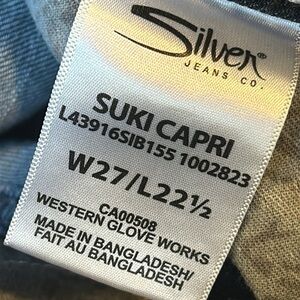 Silver®
JEANS CO.
SUKI CAPRI
L43916SIB155 1002823
W27/L22½
CA00508
WESTERN GLOVE WORKS
MADE IN BANGLADESH/
FAIT AU BANGLADESH